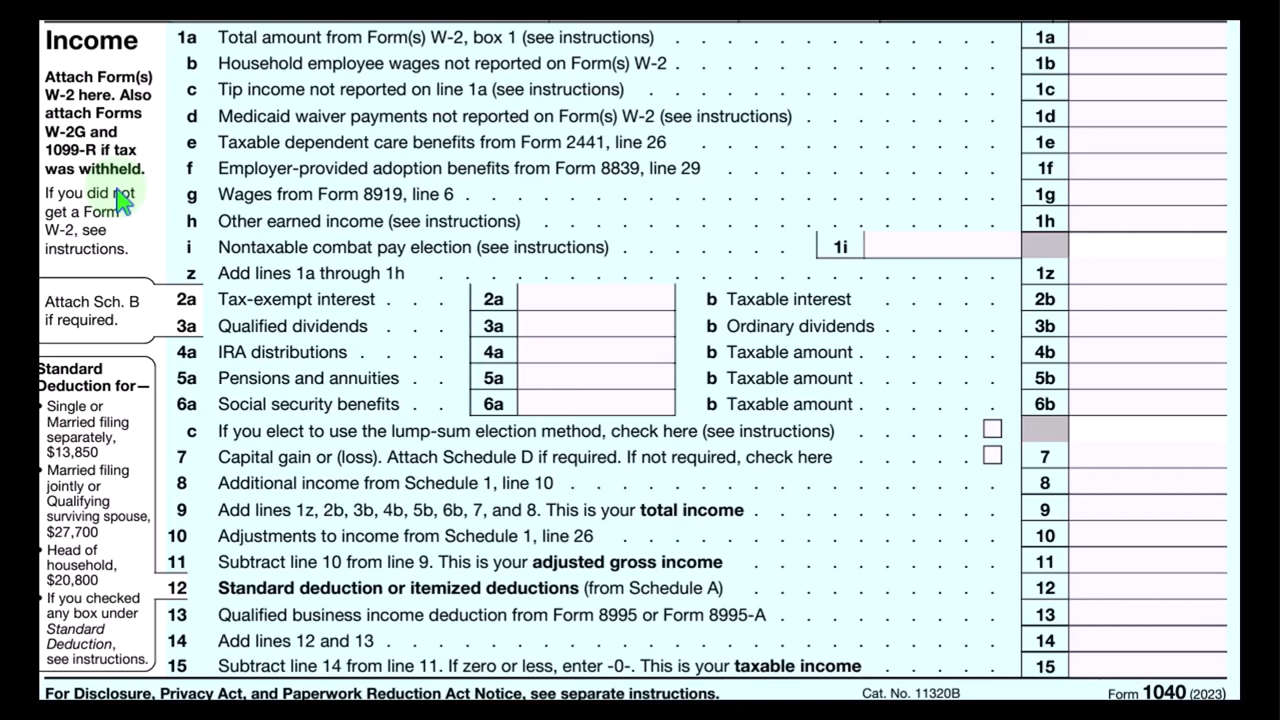 Income
Attach Form(s)
W-2 here. Also
attach Forms
W-2G and
1099-R if tax
was withheld.
If you did not
get a Form
W-2, see
instructions.
1a Total amount from Form(s) W-2, box 1 (see instructions) . . . . . . . . . . . . . 1a
b Household employee wages not reported on Form(s) W-2 . . . . . . . . . . . . . 1b
c Tip income not reported on line 1a (see instructions) . . . . . . . . . . . . . . 1c
d Medicaid waiver payments not reported on Form(s) W-2 (see instructions) . . . . . . . . 1d
e Taxable dependent care benefits from Form 2441, line 26 . . . . . . . . . . . . 1e
f Employer-provided adoption benefits from Form 8839, line 29 . . . . . . . . . . . 1f
g Wages from Form 8919, line 6 . . . . . . . . . . . . . . . . . . . . . 1g
h Other earned income (see instructions) . . . . . . . . . . . . . . . . . . 1h
i Nontaxable combat pay election (see instructions) . . . . . . . 1i
z Add lines 1a through 1h . . . . . . . . . . . . . . . . . . . . . . 1z
Attach Sch. B
if required.
2a Tax-exempt interest . . . 2a b Taxable interest . . . . . 2b
3a Qualified dividends . . . 3a b Ordinary dividends . . . . . 3b
4a IRA distributions . . . . 4a b Taxable amount . . . . . . 4b
5a Pensions and annuities . . 5a b Taxable amount . . . . . . 5b
6a Social security benefits . . 6a b Taxable amount . . . . . . 6b
c If you elect to use the lump-sum election method, check here (see instructions) . . . . .
7 Capital gain or (loss). Attach Schedule D if required. If not required, check here . . . . . 7
8 Additional income from Schedule 1, line 10 . . . . . . . . . . . . . . . . . 8
9 Add lines 1z, 2b, 3b, 4b, 5b, 6b, 7, and 8. This is your total income . . . . . . . . . . 9
10 Adjustments to income from Schedule 1, line 26 . . . . . . . . . . . . . . . 10
11 Subtract line 10 from line 9. This is your adjusted gross income . . . . . . . . . . 11
12 Standard deduction or itemized deductions (from Schedule A) . . . . . . . . . . 12
13 Qualified business income deduction from Form 8995 or Form 8995-A . . . . . . . . . 13
14 Add lines 12 and 13 . . . . . . . . . . . . . . . . . . . . . . . . 14
15 Subtract line 14 from line 11. If zero or less, enter -0-. This is your taxable income . . . . . 15
Standard
Deduction for—
• Single or
Married filing
separately,
$13,850
• Married filing
jointly or
Qualifying
surviving spouse,
$27,700
• Head of
household,
$20,800
• If you checked
any box under
Standard
Deduction,
see instructions.
For Disclosure, Privacy Act, and Paperwork Reduction Act Notice, see separate instructions. Cat. No. 11320B Form 1040 (2023)